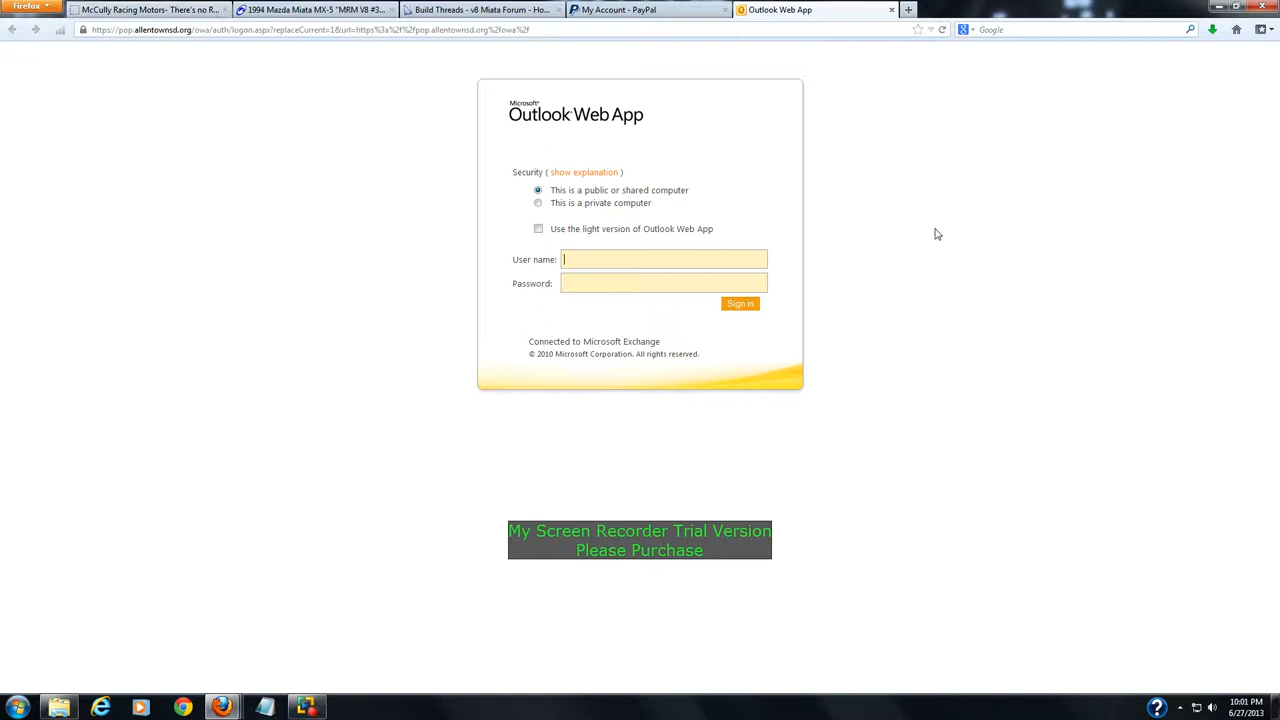 Firefox
McCully Racing Motors- There's no R...
1994 Mazda Miata MX-5 "MRM V8 #3...
Build Threads - v8 Miata Forum - Ho...
My Account - PayPal
Outlook Web App
https://pop.allentownsd.org/owa/auth/logon.aspx?replaceCurrent=1&url=https%3a%2f%2fpop.allentownsd.org%2fowa%2f
Google
Microsoft®
Outlook Web App
Security ( show explanation )
This is a public or shared computer
This is a private computer
Use the light version of Outlook Web App
User name:
Password:
Sign in
Connected to Microsoft Exchange
© 2010 Microsoft Corporation. All rights reserved.
My Screen Recorder Trial Version
Please Purchase
10:01 PM
6/27/2013